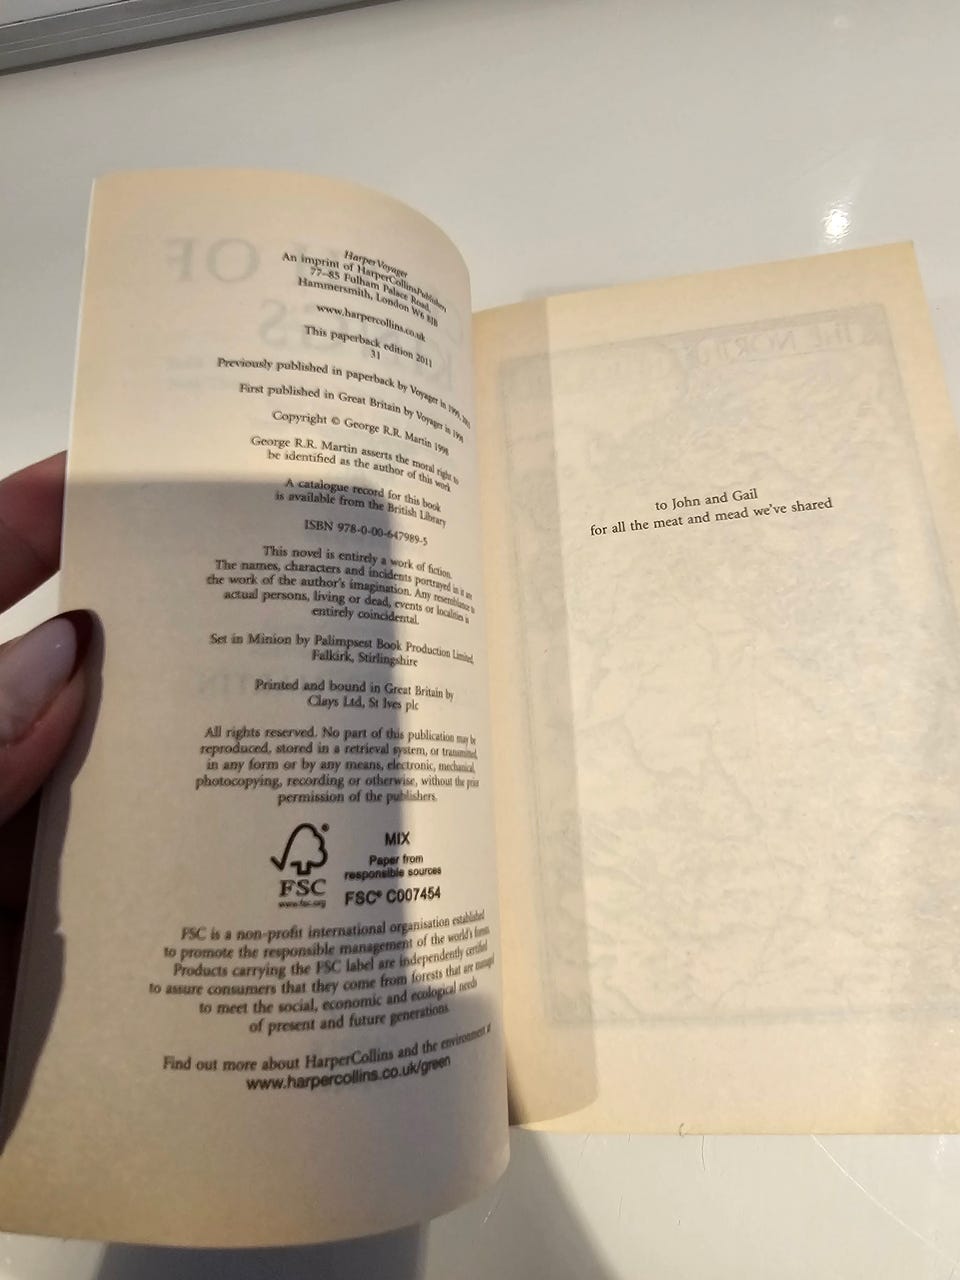 HarperVoyager
An imprint of HarperCollinsPublishers
77–85 Fulham Palace Road,
Hammersmith, London W6 8JB
www.harpercollins.co.uk
This paperback edition 2011
31
Previously published in paperback by Voyager in 1999, 2003
First published in Great Britain by Voyager in 1998
Copyright © George R.R. Martin 1998
George R.R. Martin asserts the moral right to
be identified as the author of this work
A catalogue record for this book
is available from the British Library
ISBN 978-0-00-647989-5
This novel is entirely a work of fiction.
The names, characters and incidents portrayed in it are
the work of the author's imagination. Any resemblance to
actual persons, living or dead, events or localities is
entirely coincidental.
Set in Minion by Palimpsest Book Production Limited,
Falkirk, Stirlingshire
Printed and bound in Great Britain by
Clays Ltd, St Ives plc
All rights reserved. No part of this publication may be
reproduced, stored in a retrieval system, or transmitted,
in any form or by any means, electronic, mechanical,
photocopying, recording or otherwise, without the prior
permission of the publishers.
FSC
www.fsc.org
MIX
Paper from
responsible sources
FSC® C007454
FSC is a non-profit international organisation established
to promote the responsible management of the world's forests.
Products carrying the FSC label are independently certified
to assure consumers that they come from forests that are managed
to meet the social, economic and ecological needs
of present and future generations.
Find out more about HarperCollins and the environment at
www.harpercollins.co.uk/green
to John and Gail
for all the meat and mead we've shared